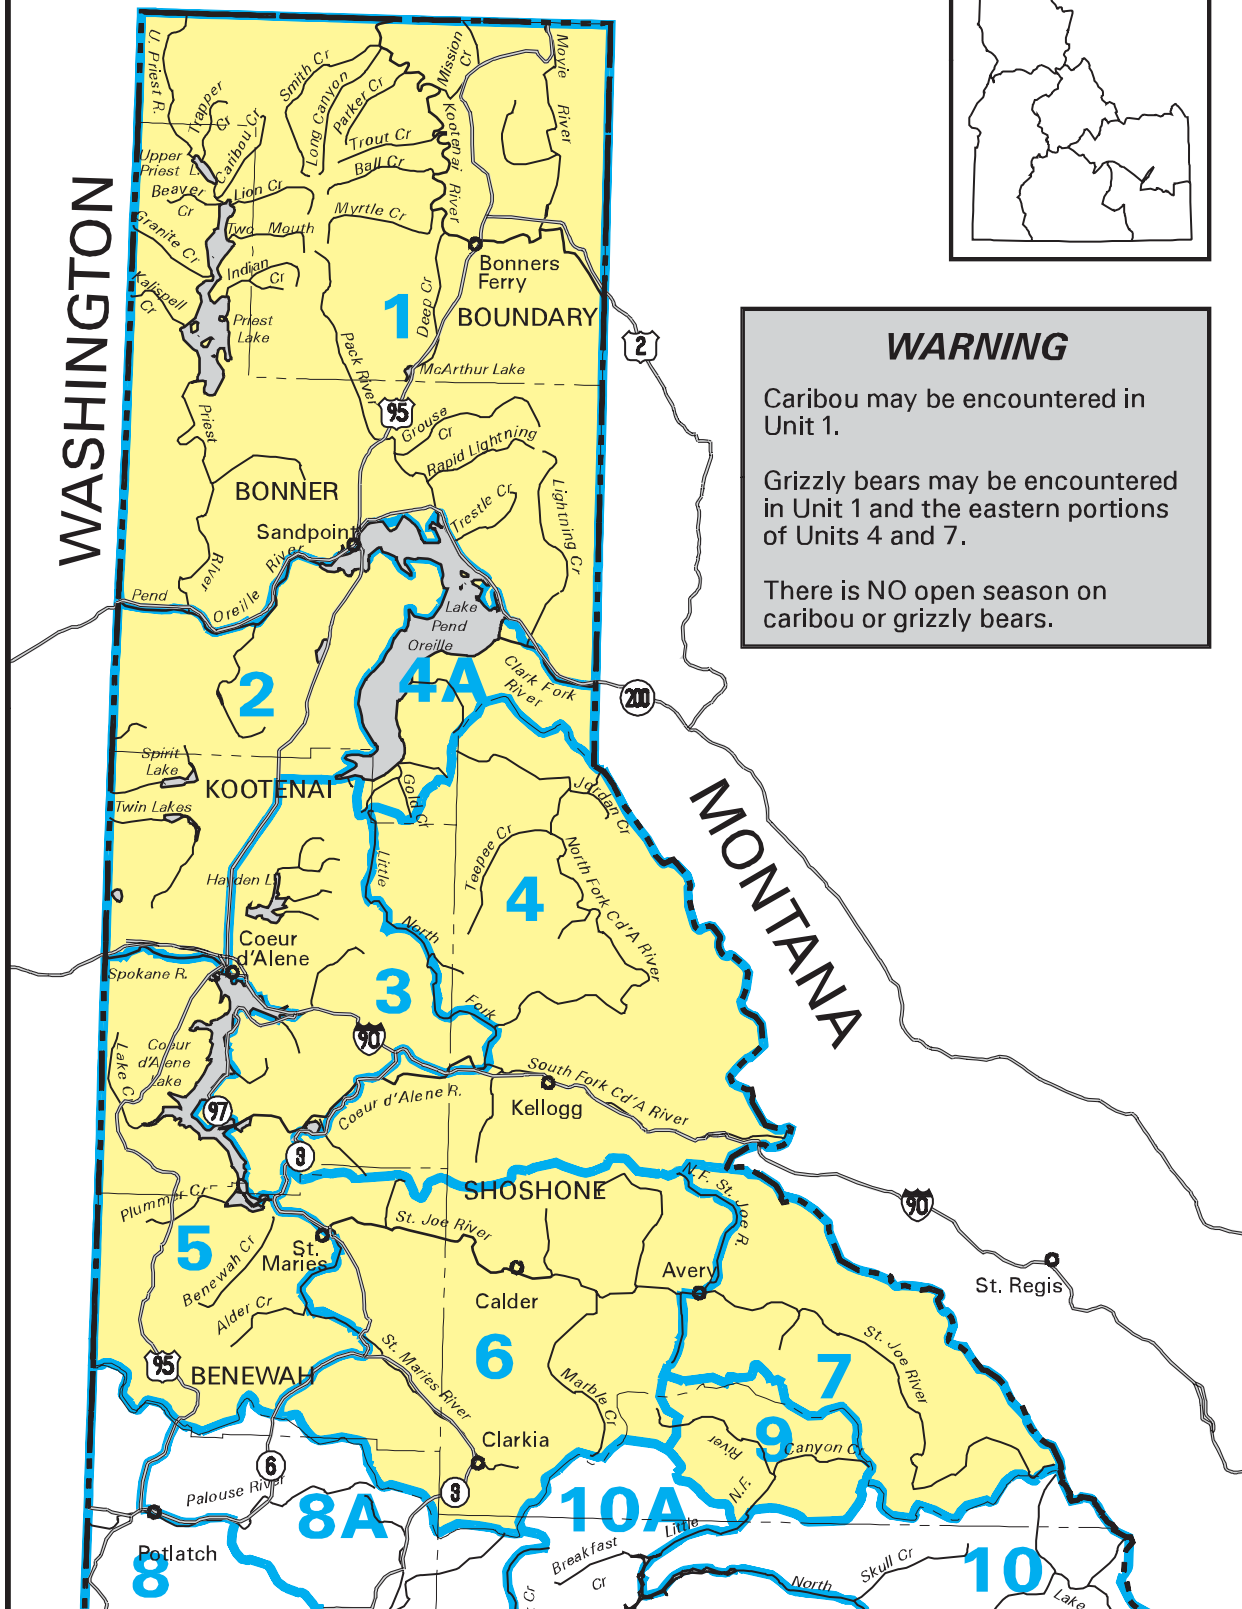 U. Priest R.
Trapper
Cr
Caribou Cr
Smith Cr
Long Canyon
Parker Cr
Mission
Cr
Moyie
River
Kootenai
River
Trout Cr
Ball Cr
Upper
Priest L.
Beaver
Cr
Lion Cr
Granite Cr
Two Mouth
Myrtle Cr
Indian
Cr
Kalispell
Cr
Bonners
Ferry
1
Deep Cr
BOUNDARY
Priest
Lake
Pack River
McArthur Lake
2
95
WASHINGTON
WARNING
Caribou may be encountered in
Unit 1.
Grizzly bears may be encountered
in Unit 1 and the eastern portions
of Units 4 and 7.
There is NO open season on
caribou or grizzly bears.
Priest
River
Grouse
Cr
Rapid Lightning
BONNER
Trestle Cr
Lightning Cr
Sandpoint
Pend
Oreille
River
Lake
Pend
Oreille
2
4A
Clark Fork
River
200
Spirit
Lake
KOOTENAI
Gold Cr
Jordan Cr
Twin Lakes
MONTANA
Little
North
Fork
Teepee Cr
North Fork Cd'A River
4
Hayden L.
Coeur
d'Alene
Spokane R.
3
90
Coeur
d'Alene
Lake
Lake C
97
Coeur d'Alene R.
South Fork Cd'A River
Kellogg
3
SHOSHONE
N.F. St. Joe R.
Plummer Cr
5
St.
Maries
St. Joe River
Benewah Cr
Alder Cr
Calder
Avery
90
St. Regis
95
BENEWAH
St. Maries River
6
Marble Cr
7
St. Joe River
9
Canyon Cr
River
N.F.
Clarkia
6
3
Palouse River
8A
10A
Little
Potlatch
8
Breakfast
Cr
Cr
North
Skull Cr
10
Lake